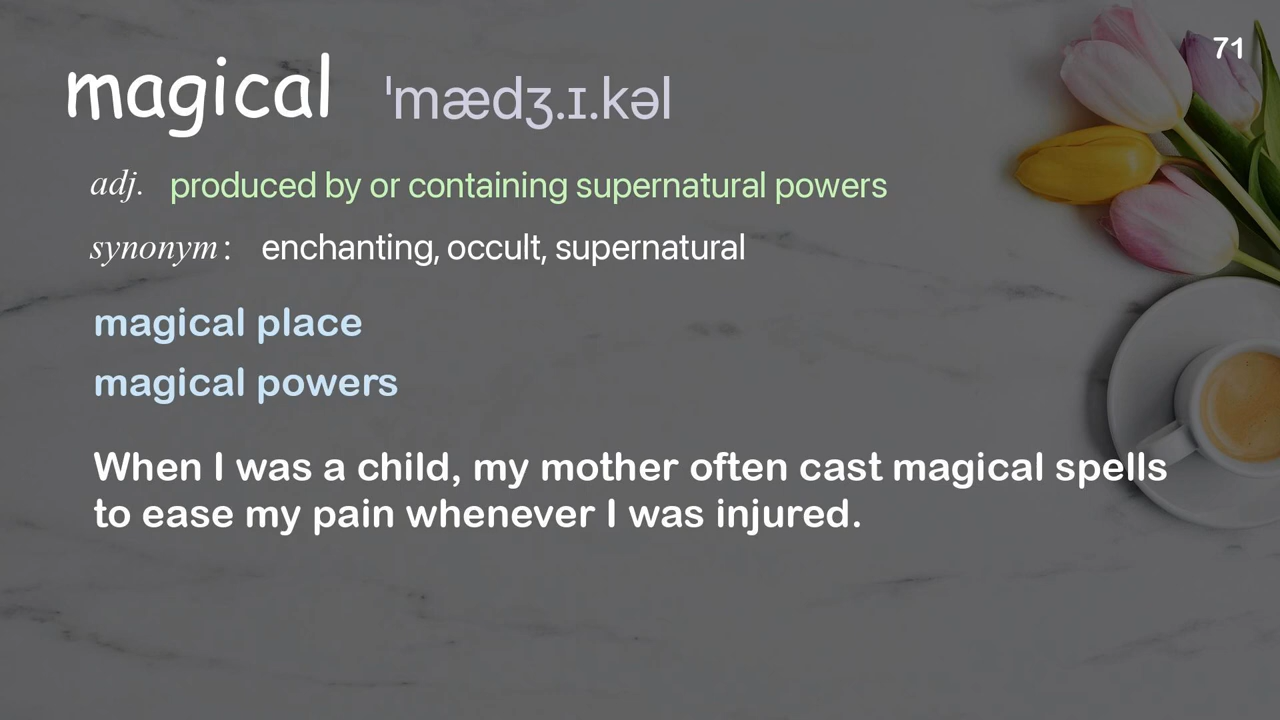 71
magical ˈmædʒ.ɪ.kəl
adj. produced by or containing supernatural powers
synonym: enchanting, occult, supernatural
magical place
magical powers
When I was a child, my mother often cast magical spells
to ease my pain whenever I was injured.